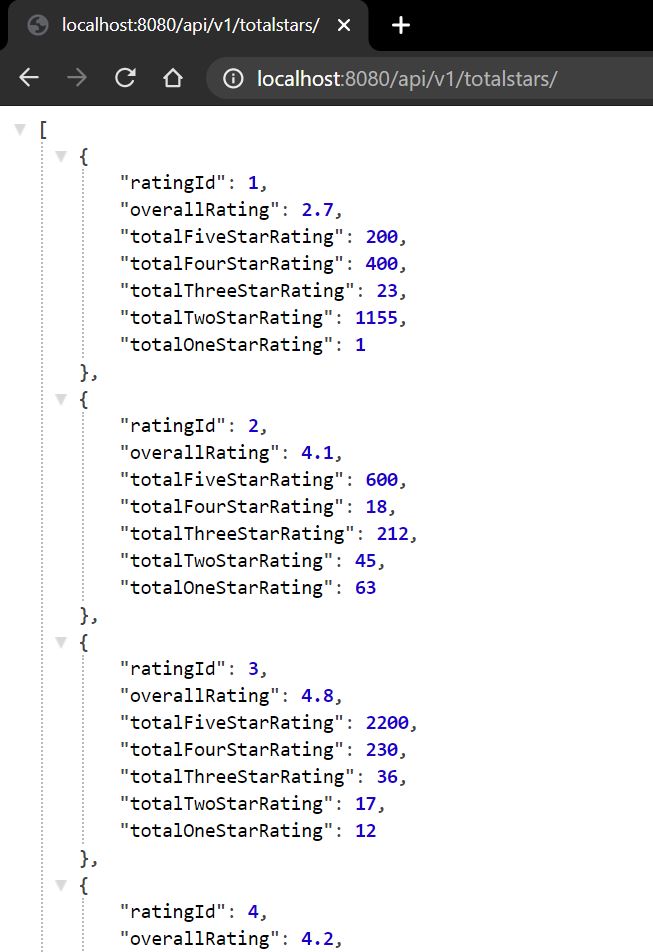 localhost:8080/api/v1/totalstars/
localhost:8080/api/v1/totalstars/
[
{
"ratingId": 1,
"overallRating": 2.7,
"totalFiveStarRating": 200,
"totalFourStarRating": 400,
"totalThreeStarRating": 23,
"totalTwoStarRating": 1155,
"totalOneStarRating": 1
},
{
"ratingId": 2,
"overallRating": 4.1,
"totalFiveStarRating": 600,
"totalFourStarRating": 18,
"totalThreeStarRating": 212,
"totalTwoStarRating": 45,
"totalOneStarRating": 63
},
{
"ratingId": 3,
"overallRating": 4.8,
"totalFiveStarRating": 2200,
"totalFourStarRating": 230,
"totalThreeStarRating": 36,
"totalTwoStarRating": 17,
"totalOneStarRating": 12
},
{
"ratingId": 4,
"overallRating": 4.2,